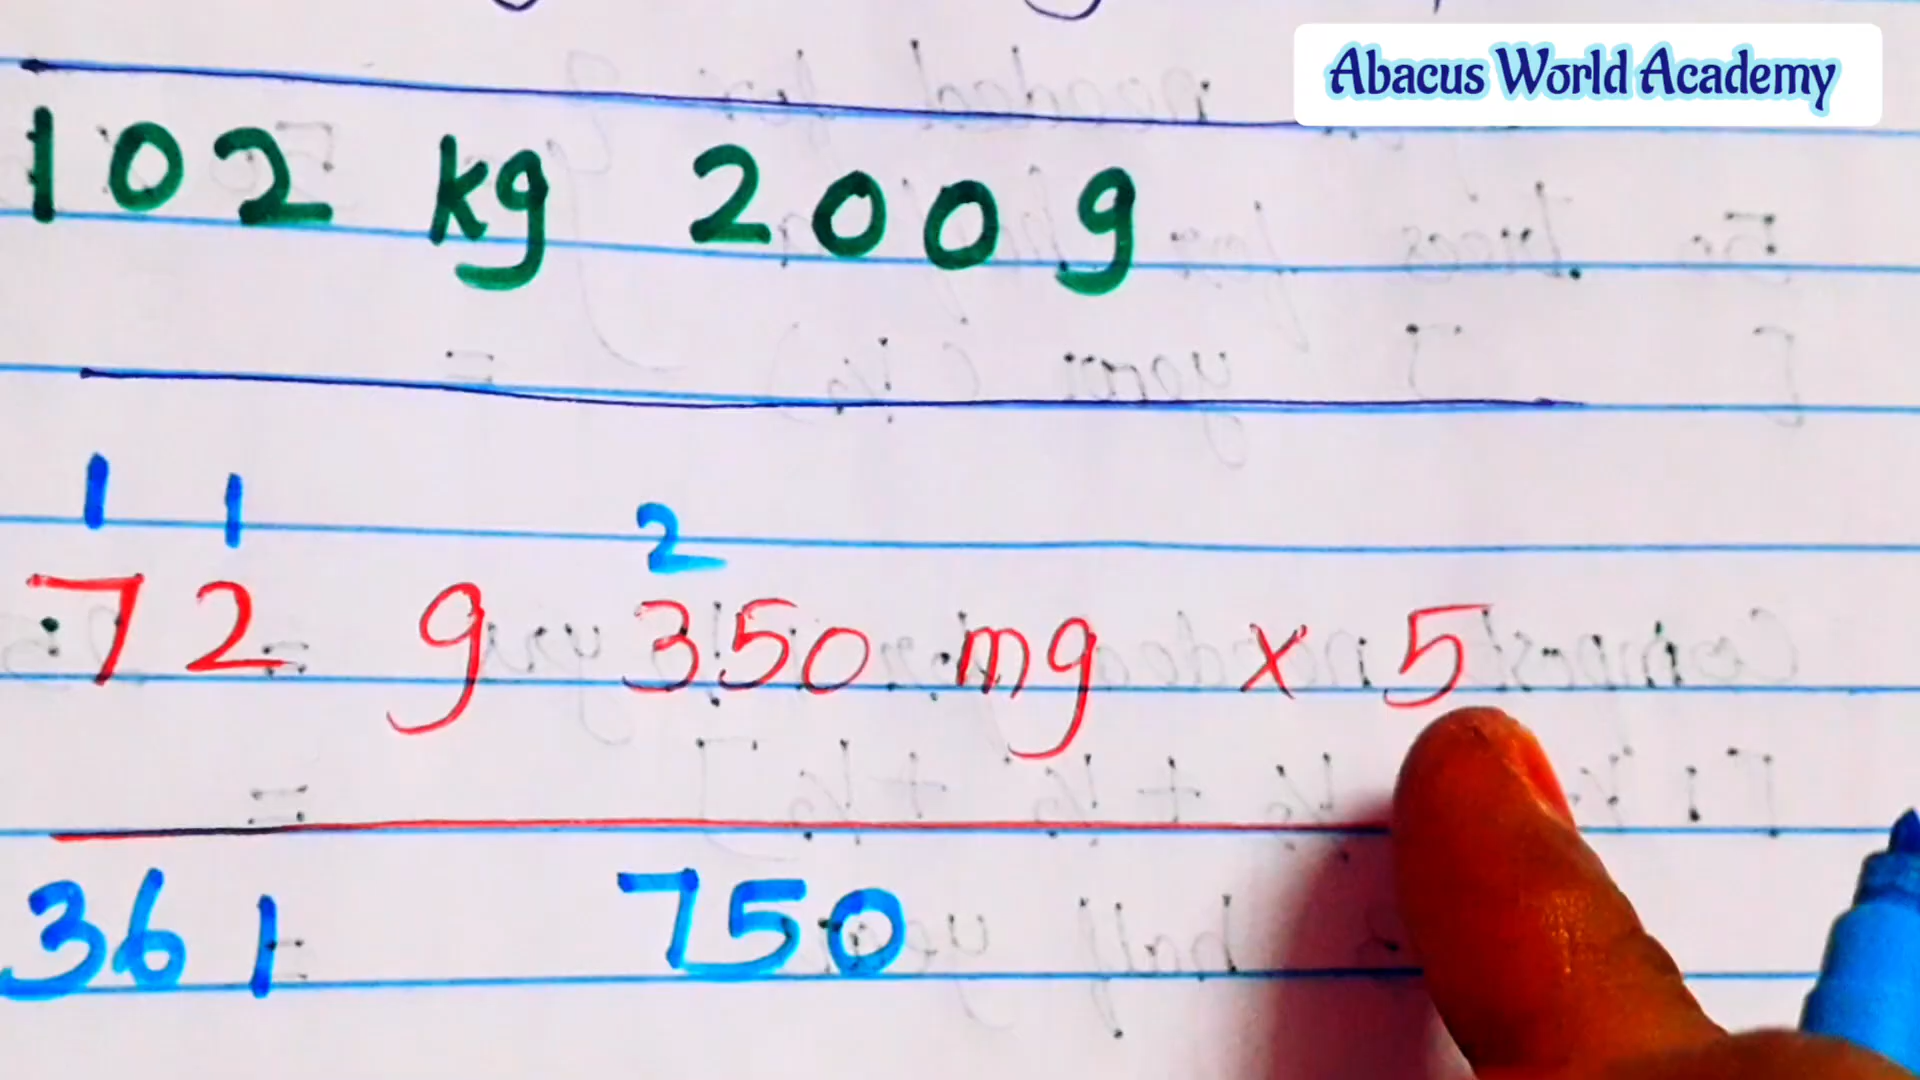 Abacus World Academy
102 kg 200 g
1 1 2
72 g 350 mg x 5
361 750